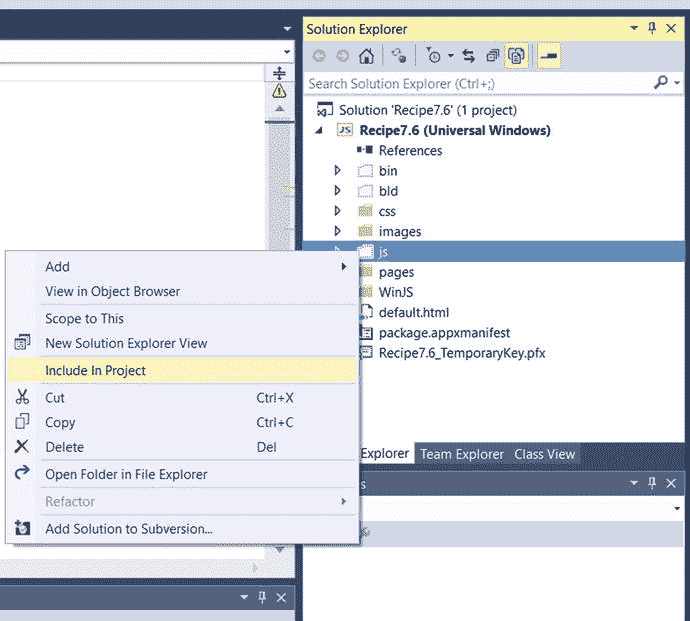 Solution Explorer
Search Solution Explorer (Ctrl+;)
Solution 'Recipe7.6' (1 project)
JS Recipe7.6 (Universal Windows)
References
bin
bld
css
images
js
pages
WinJS
default.html
package.appxmanifest
Recipe7.6_TemporaryKey.pfx
Add
View in Object Browser
Scope to This
New Solution Explorer View
Include In Project
Cut Ctrl+X
Copy Ctrl+C
Delete Del
Open Folder in File Explorer
Refactor
Add Solution to Subversion...
Explorer Team Explorer Class View
s